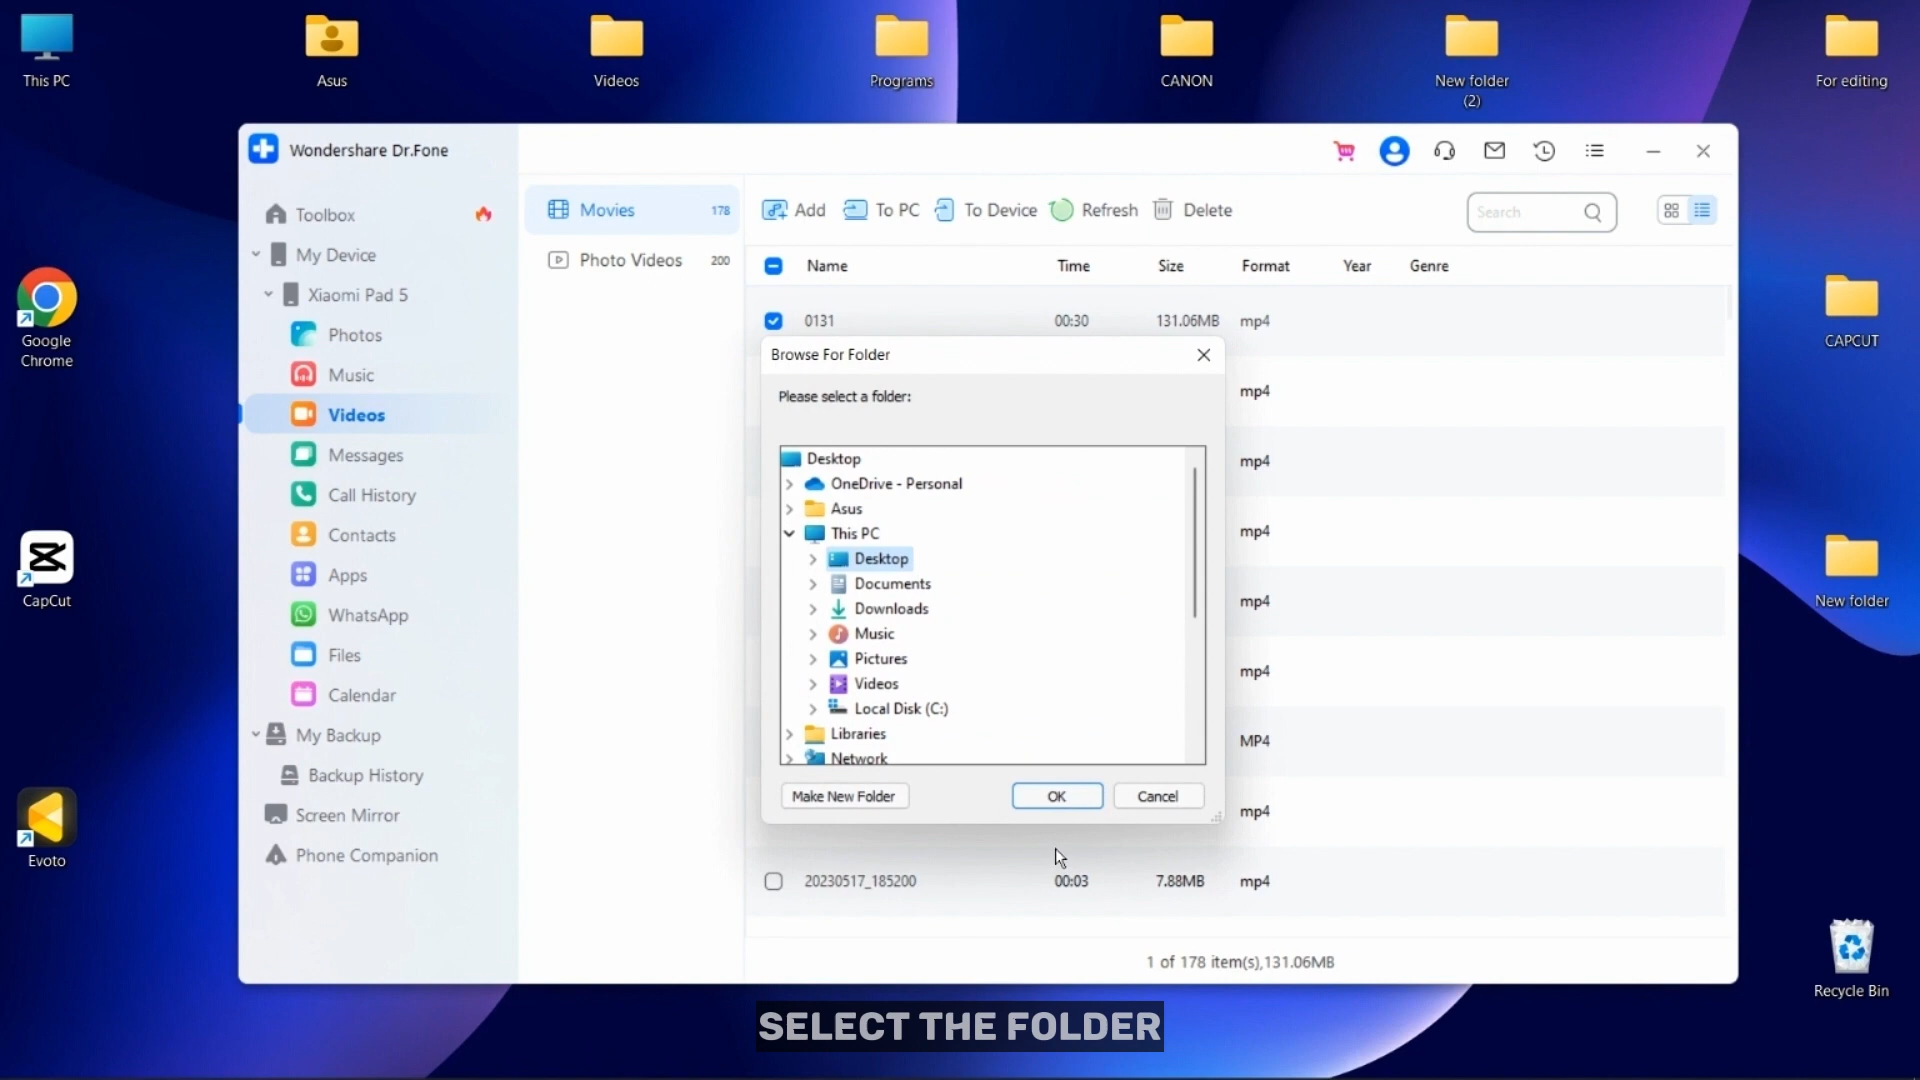 This PC
Asus
Videos
Programs
CANON
New folder
(2)
For editing
Google
Chrome
CapCut
Evoto
CAPCUT
New folder
Recycle Bin
Wondershare Dr.Fone
Toolbox
My Device
Xiaomi Pad 5
Photos
Music
Videos
Messages
Call History
Contacts
Apps
WhatsApp
Files
Calendar
My Backup
Backup History
Screen Mirror
Phone Companion
Movies 178
Photo Videos 200
Add To PC To Device Refresh Delete
Search
Name Time Size Format Year Genre
0131 00:30 131.06MB mp4
mp4
mp4
mp4
mp4
mp4
MP4
mp4
20230517_185200 00:03 7.88MB mp4
1 of 178 item(s),131.06MB
Browse For Folder
Please select a folder:
Desktop
OneDrive - Personal
Asus
This PC
Desktop
Documents
Downloads
Music
Pictures
Videos
Local Disk (C:)
Libraries
Network
Make New Folder OK Cancel
SELECT THE FOLDER